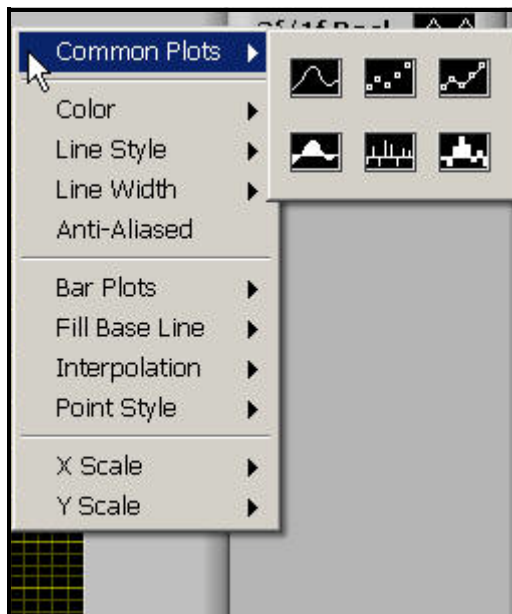 Common Plots
Color
Line Style
Line Width
Anti-Aliased
Bar Plots
Fill Base Line
Interpolation
Point Style
X Scale
Y Scale